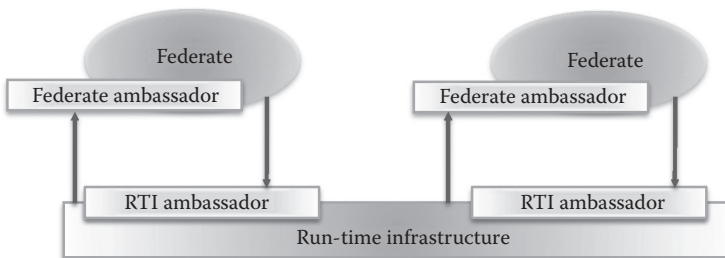 Federate
Federate
Federate ambassador
Federate ambassador
RTI ambassador
RTI ambassador
Run-time infrastructure